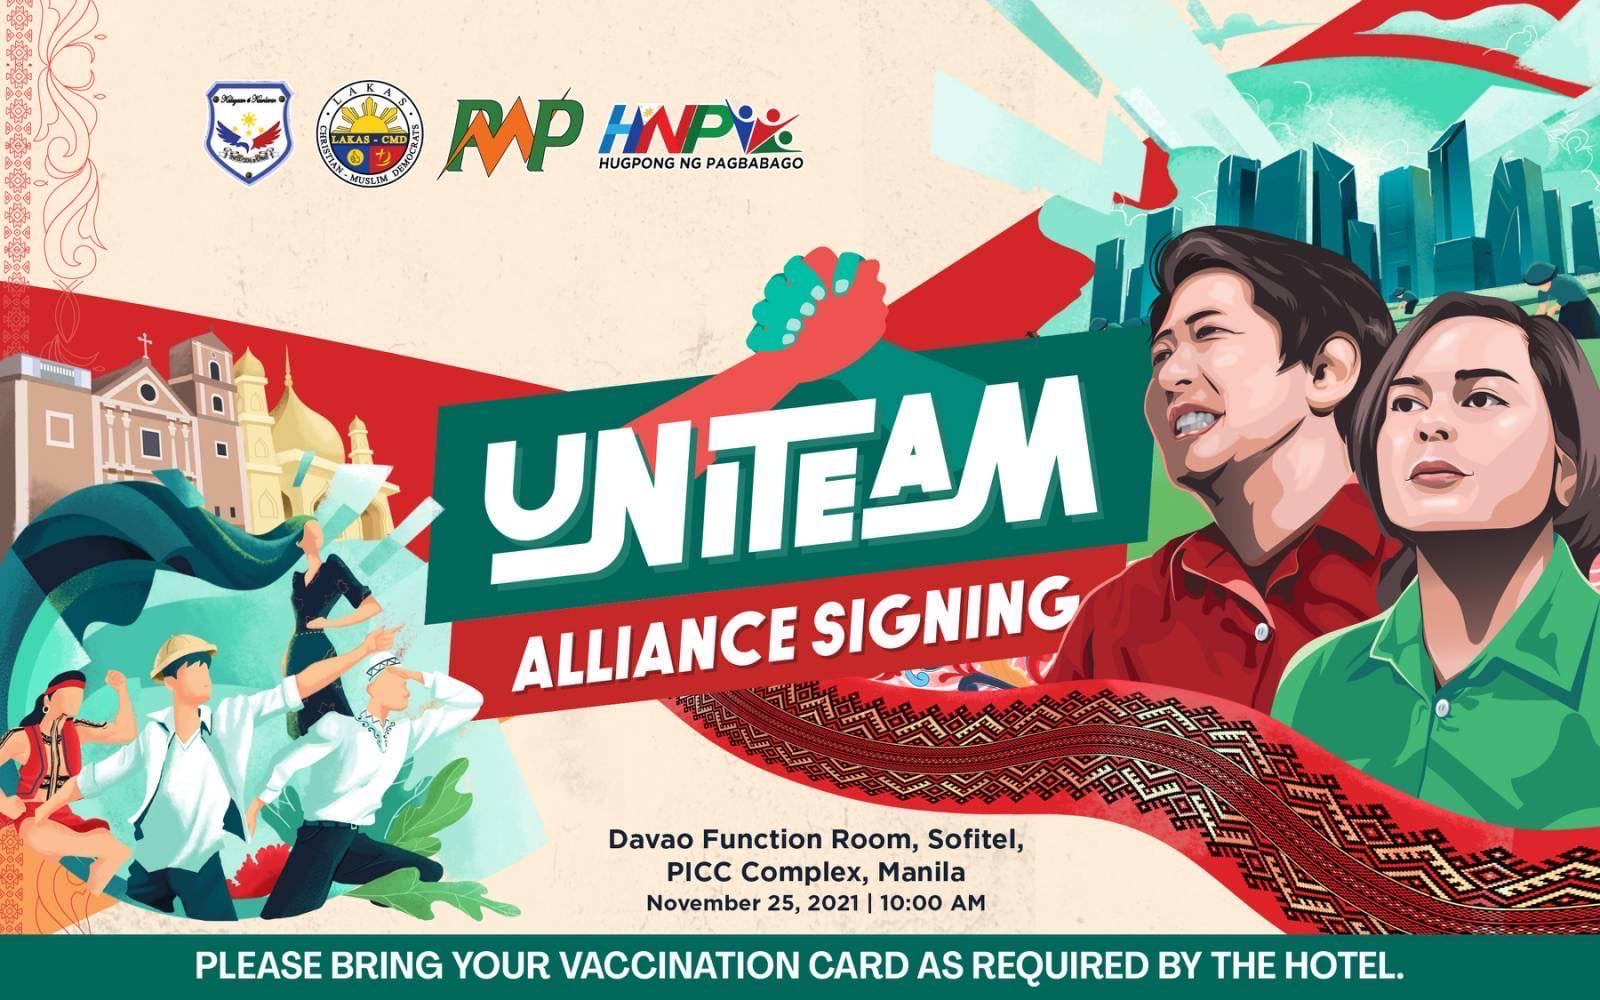 LAKAS
LAKAS - CMD
CHRISTIAN - MUSLIM DEMOCRATS
PMP
HNP
HUGPONG NG PAGBABAGO
UNITEAM
ALLIANCE SIGNING
Davao Function Room, Sofitel,
PICC Complex, Manila
November 25, 2021 | 10:00 AM
PLEASE BRING YOUR VACCINATION CARD AS REQUIRED BY THE HOTEL.